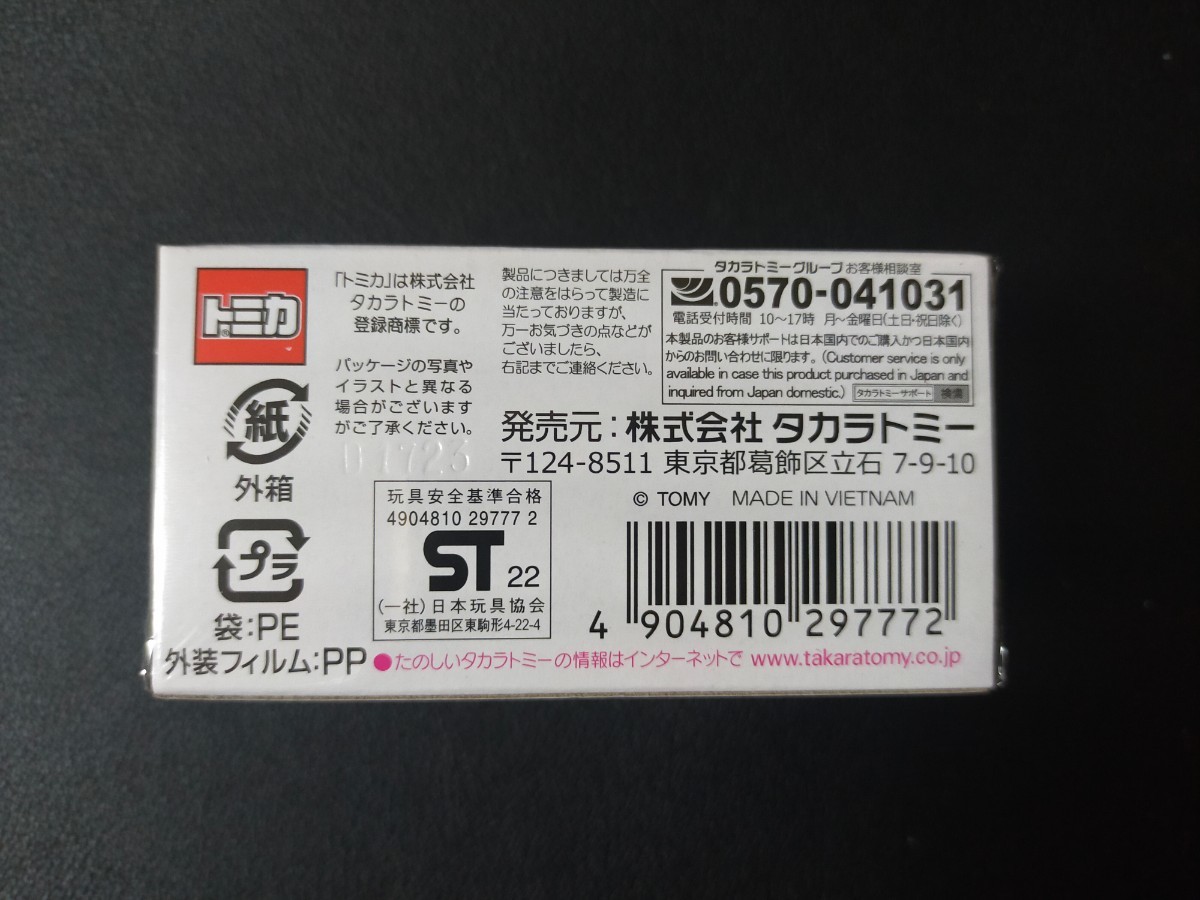 トミカ®
「トミカ」は株式会社
タカラトミーの
登録商標です。
パッケージの写真や
イラストと異なる
場合がございます
がご了承ください。
製品につきましては万全
の注意をはらって製造に
当たっておりますが、
万一お気づきの点などが
ございましたら、
右記までご連絡ください。
タカラトミーグループ お客様相談室
0570-041031
電話受付時間 10〜17時 月〜金曜日(土日・祝日除く)
本製品のお客様サポートは日本国内でのご購入かつ日本国内
からのお問い合わせに限ります。(Customer service is only
available in case this product purchased in Japan and
inquired from Japan domestic.) タカラトミーサポート 検索
発売元:株式会社 タカラトミー
〒124-8511 東京都葛飾区立石 7-9-10
© TOMY MADE IN VIETNAM
紙
外箱
プラ
袋:PE
外装フィルム:PP
01723
玩具安全基準合格
4904810 29777 2
ST 22
(一社)日本玩具協会
東京都墨田区東駒形4-22-4
4 904810 297772
●たのしいタカラトミーの情報はインターネットで www.takaratomy.co.jp